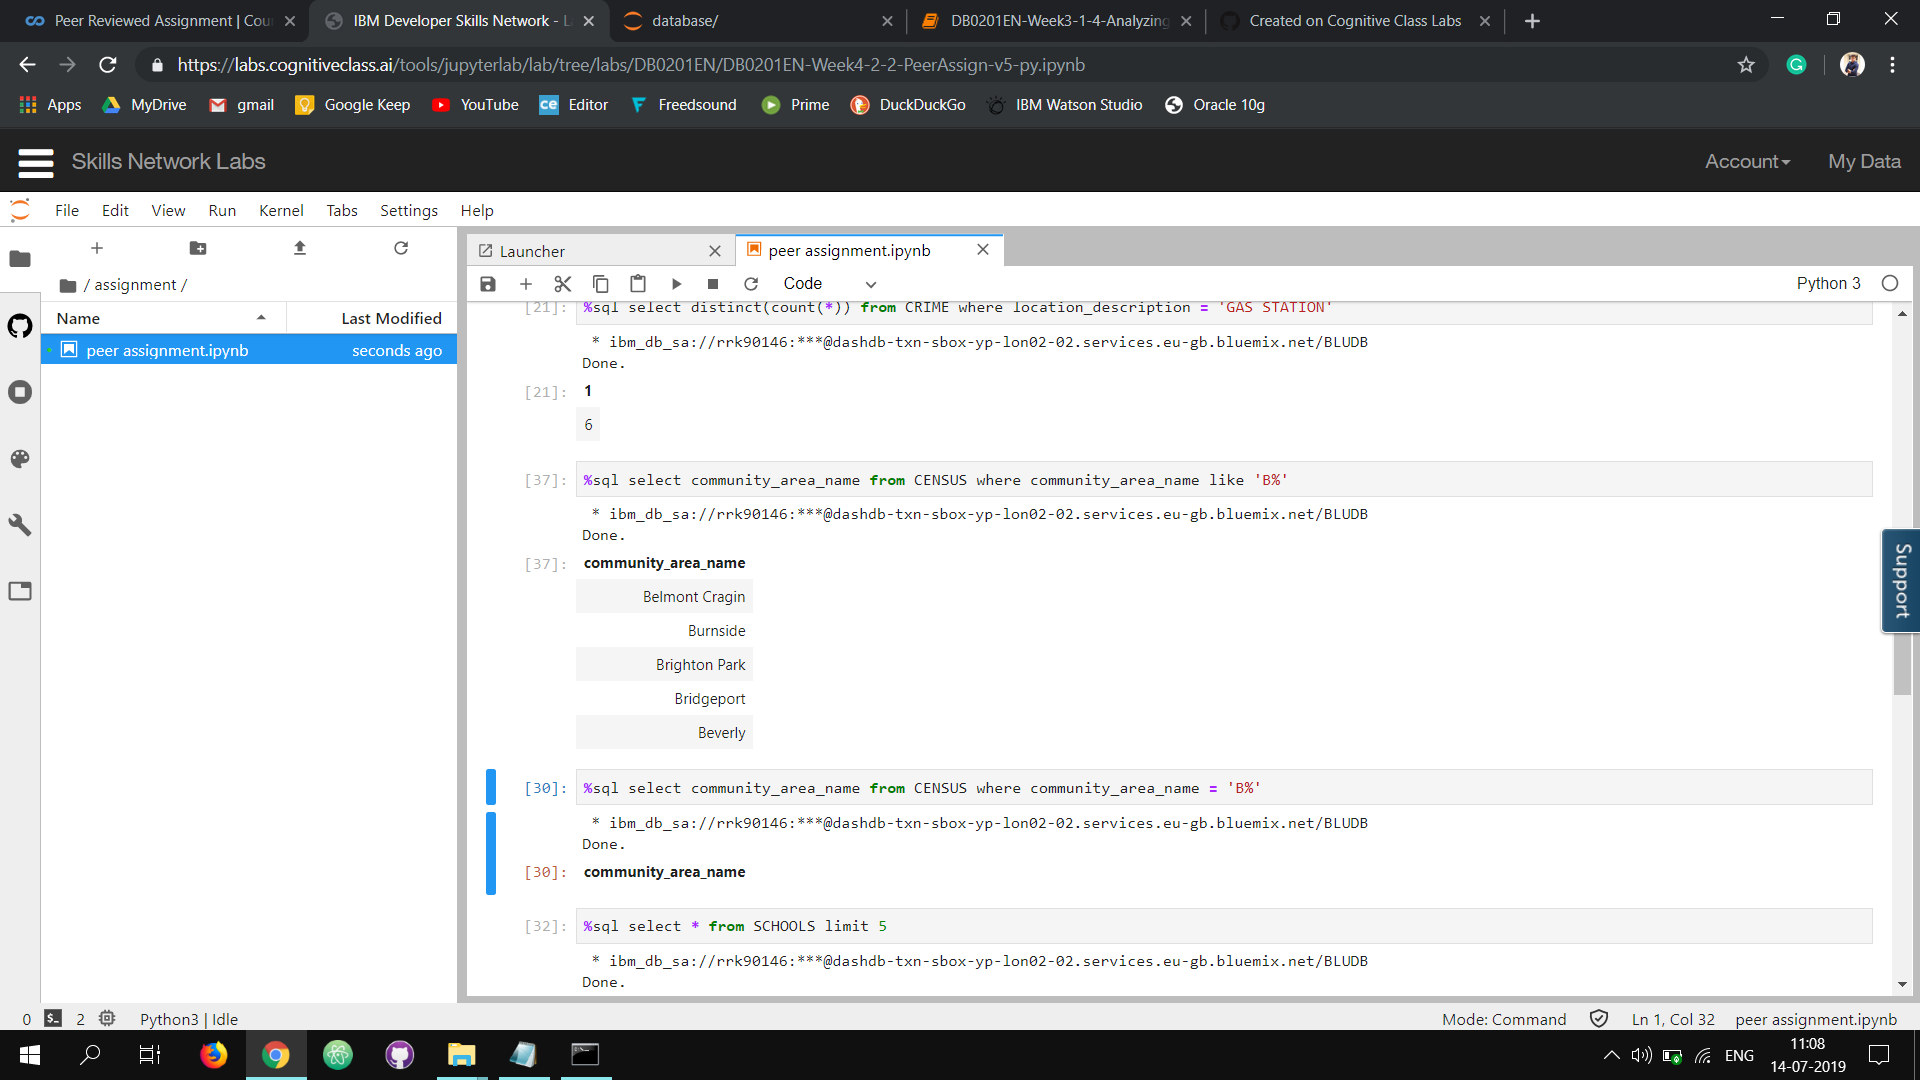 Peer Reviewed Assignment | Cour
IBM Developer Skills Network - L
database/
DB0201EN-Week3-1-4-Analyzing
Created on Cognitive Class Labs
https://labs.cognitiveclass.ai/tools/jupyterlab/lab/tree/labs/DB0201EN/DB0201EN-Week4-2-2-PeerAssign-v5-py.ipynb
Apps MyDrive gmail Google Keep YouTube ce Editor Freedsound Prime DuckDuckGo IBM Watson Studio Oracle 10g
Skills Network Labs Account My Data
File Edit View Run Kernel Tabs Settings Help
Launcher peer assignment.ipynb
/ assignment /
Code Python 3
Name Last Modified
peer assignment.ipynb seconds ago
[21]: %sql select distinct(count(*)) from CRIME where location_description = 'GAS STATION'
* ibm_db_sa://rrk90146:***@dashdb-txn-sbox-yp-lon02-02.services.eu-gb.bluemix.net/BLUDB
Done.
[21]: 1
6
[37]: %sql select community_area_name from CENSUS where community_area_name like 'B%'
* ibm_db_sa://rrk90146:***@dashdb-txn-sbox-yp-lon02-02.services.eu-gb.bluemix.net/BLUDB
Done.
[37]: community_area_name
Belmont Cragin
Burnside
Brighton Park
Bridgeport
Beverly
[30]: %sql select community_area_name from CENSUS where community_area_name = 'B%'
* ibm_db_sa://rrk90146:***@dashdb-txn-sbox-yp-lon02-02.services.eu-gb.bluemix.net/BLUDB
Done.
[30]: community_area_name
[32]: %sql select * from SCHOOLS limit 5
* ibm_db_sa://rrk90146:***@dashdb-txn-sbox-yp-lon02-02.services.eu-gb.bluemix.net/BLUDB
Done.
Support
0 2 Python3 | Idle Mode: Command Ln 1, Col 32 peer assignment.ipynb
ENG
11:08
14-07-2019